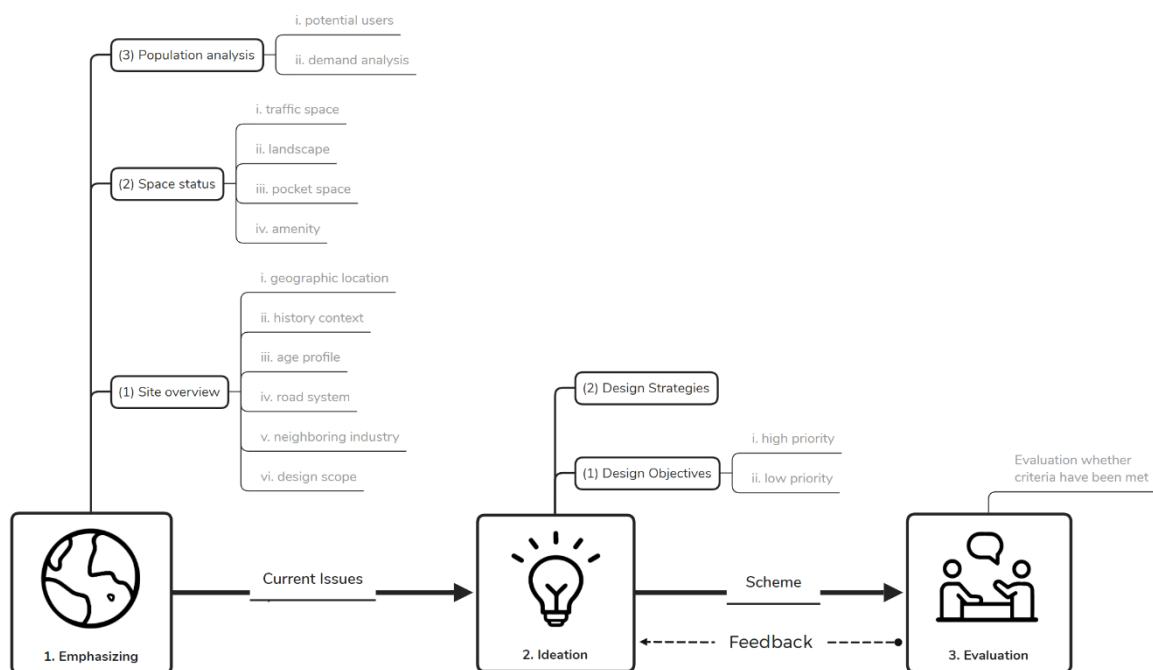 i. potential users
(3) Population analysis
ii. demand analysis
i. traffic space
ii. landscape
(2) Space status
iii. pocket space
iv. amenity
i. geographic location
ii. history context
iii. age profile
(1) Site overview
iv. road system
v. neighboring industry
vi. design scope
(2) Design Strategies
i. high priority
(1) Design Objectives
ii. low priority
Evaluation whether
criteria have been met
Current Issues
Scheme
Feedback
1. Emphasizing
2. Ideation
3. Evaluation